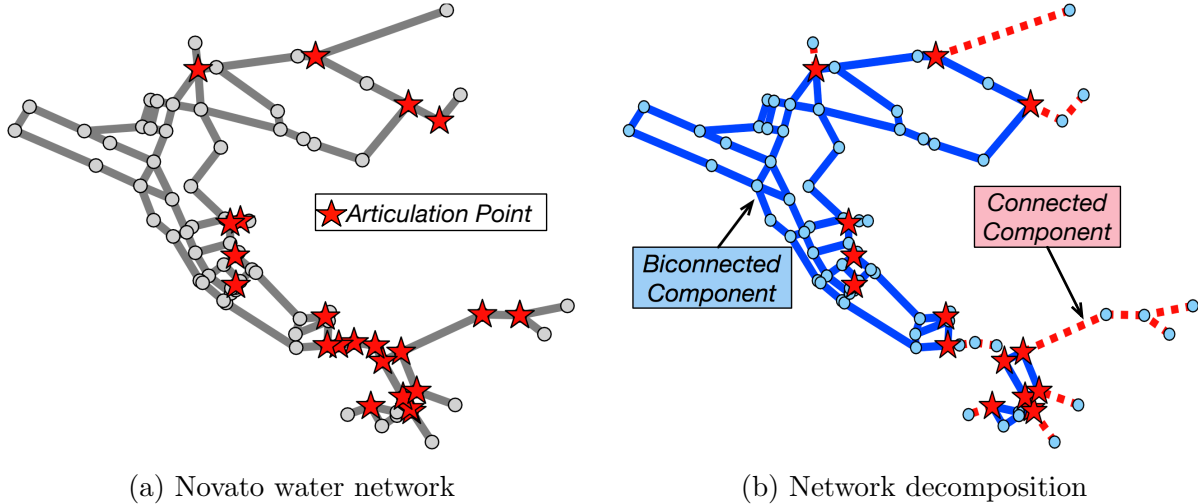 Articulation Point
Connected
Component
Biconnected
Component
(a) Novato water network
(b) Network decomposition